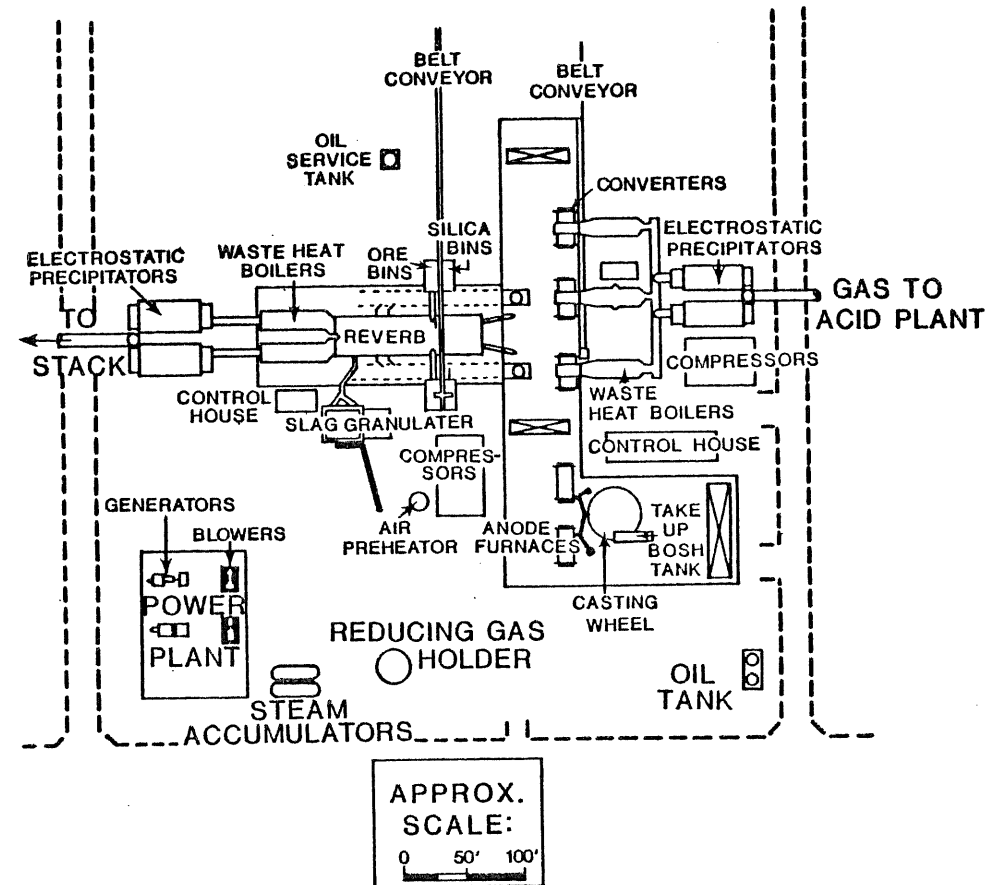 BELT
CONVEYOR
BELT
CONVEYOR
OIL
SERVICE
TANK
CONVERTERS
ELECTROSTATIC
PRECIPITATORS
WASTE HEAT
BOILERS
ORE
BINS
SILICA
BINS
ELECTROSTATIC
PRECIPITATORS
GAS TO
ACID PLANT
TO
STACK
REVERB
COMPRESSORS
CONTROL
HOUSE
SLAG GRANULATER
WASTE
HEAT BOILERS
CONTROL HOUSE
COMPRES-
SORS
GENERATORS
BLOWERS
AIR
PREHEATOR
ANODE
FURNACES
TAKE
UP
BOSH
TANK
POWER
PLANT
CASTING
WHEEL
REDUCING GAS
HOLDER
OIL
TANK
STEAM
ACCUMULATORS
APPROX.
SCALE:
0 50' 100'